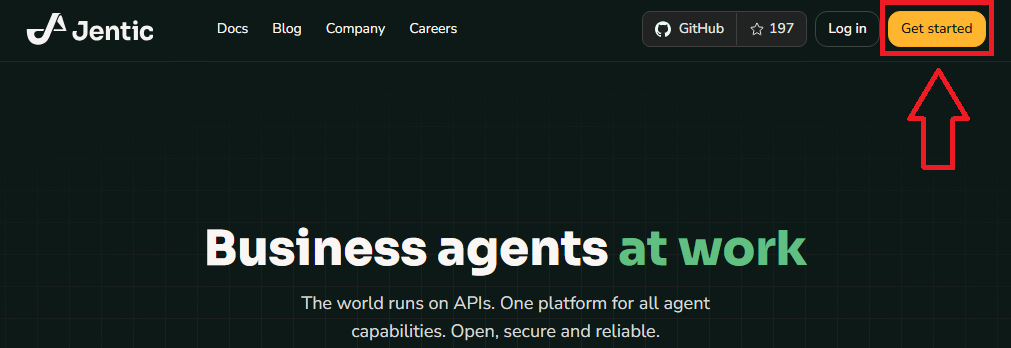 Jentic Docs Blog Company Careers GitHub 197 Log in Get started
Business agents at work
The world runs on APIs. One platform for all agent
capabilities. Open, secure and reliable.